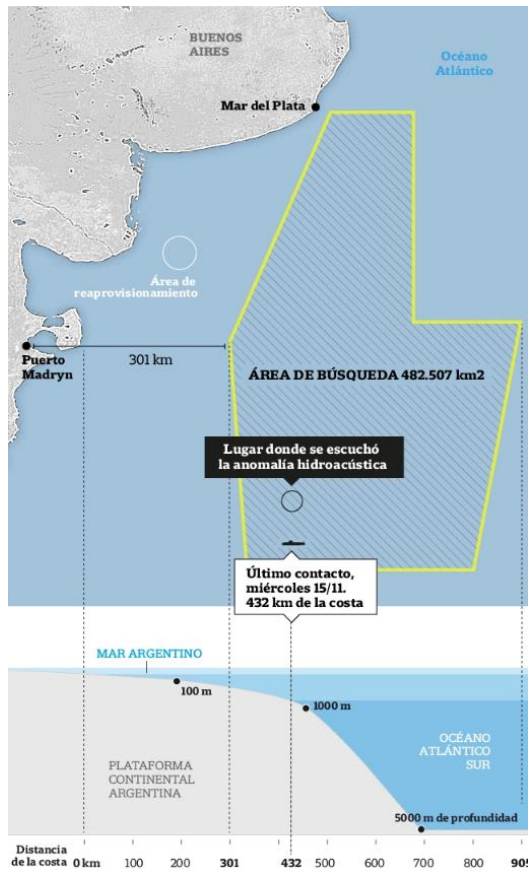 BUENOS
AIRES
Océano
Atlántico
Mar del Plata
Área de
reaprovisionamiento
Puerto
Madryn
301 km
ÁREA DE BÚSQUEDA 482.507 km2
Lugar donde se escuchó
la anomalía hidroacústica
Último contacto,
miércoles 15/11.
432 km de la costa
MAR ARGENTINO
100 m
1000 m
PLATAFORMA
CONTINENTAL
ARGENTINA
OCÉANO
ATLÁNTICO
SUR
5000 m de profundidad
Distancia
de la costa 0 km 100 200 301 432 500 600 700 800 905